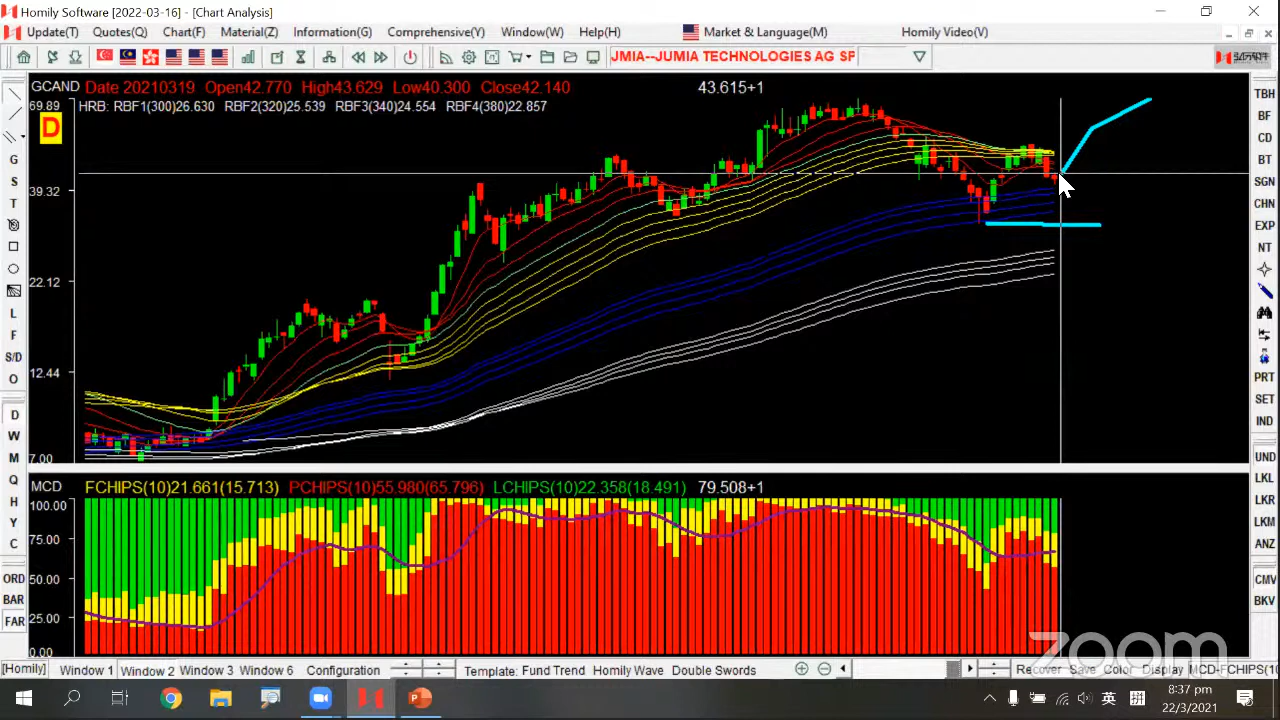 Homily Software [2022-03-16] - [Chart Analysis]
Update(T) Quotes(Q) Chart(F) Material(Z) Information(G) Comprehensive(Y) Window(W) Help(H) Market & Language(M) Homily Video(V)
JMIA--JUMIA TECHNOLOGIES AG SF
GCAND Date 20210319 Open42.770 High43.629 Low40.300 Close42.140 43.615+1
69.89 HRB: RBF1(300)26.630 RBF2(320)25.539 RBF3(340)24.554 RBF4(380)22.857
D
39.32
22.12
12.44
7.00
MCD FCHIPS(10)21.661(15.713) PCHIPS(10)55.980(65.796) LCHIPS(10)22.358(18.491) 79.508+1
100.00
75.00
50.00
25.00
0.00
G
S
T
L
F
S/D
O
D
W
M
Q
H
Y
C
ORD
BAR
FAR
TBH
BF
CD
BT
SGN
CHN
EXP
NT
PRT
SET
IND
UND
LKL
LKR
LKM
ANZ
CMV
BKV
zoom
[Homily] Window 1 Window 2 Window 3 Window 6 Configuration Template: Fund Trend Homily Wave Double Swords Recover Save Color Display MCD-FCHIPS(10
英 拼 8:37 pm
22/3/2021